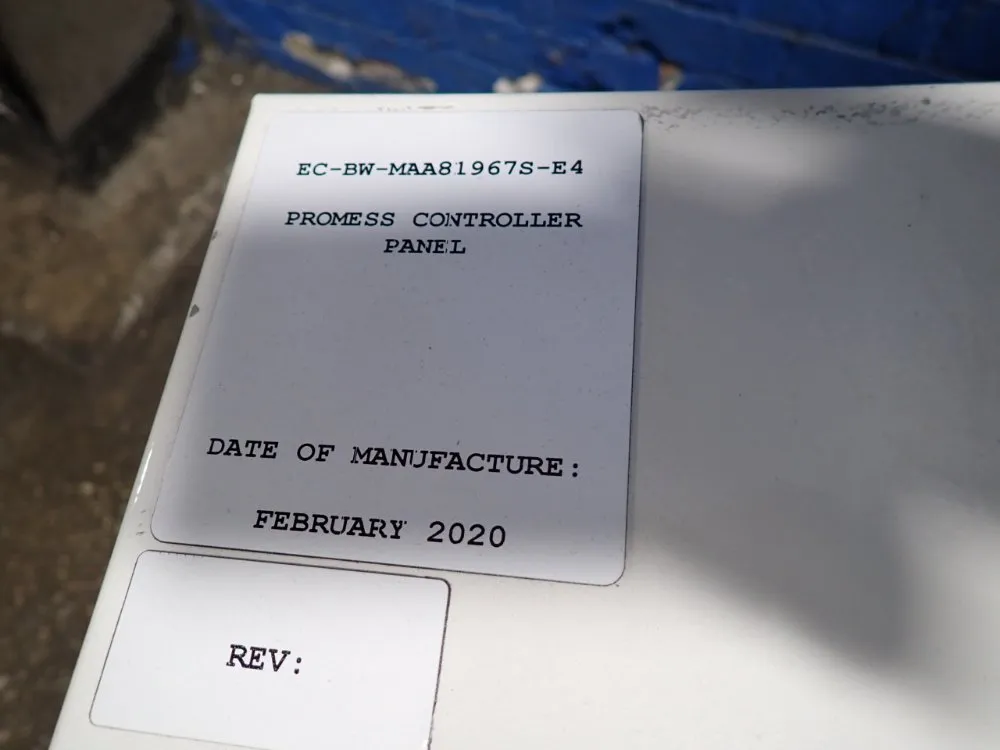 EC-BW-MAA81967S-E4
PROMESS CONTROLLER
PANEL
DATE OF MANUFACTURE:
FEBRUARY 2020
REV: